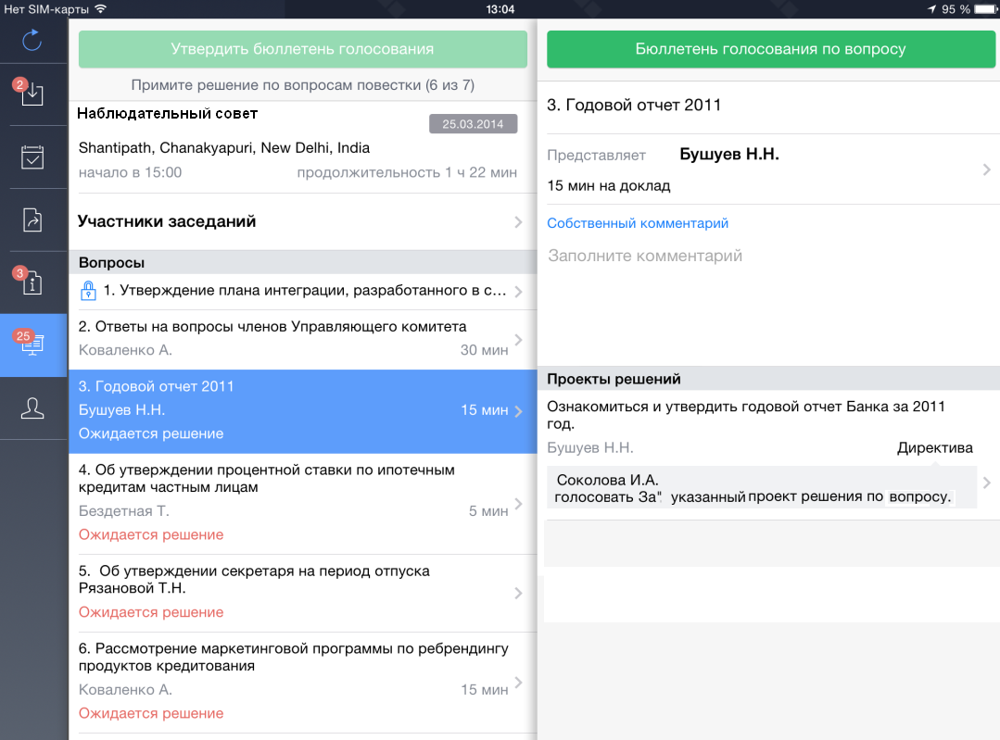 Нет SIM-карты 13:04 95 %
Утвердить бюллетень голосования
Примите решение по вопросам повестки (6 из 7)
Наблюдательный совет
25.03.2014
Shantipath, Chanakyapuri, New Delhi, India
начало в 15:00 продолжительность 1 ч 22 мин
Участники заседаний
Вопросы
1. Утверждение плана интеграции, разработанного в с...
2. Ответы на вопросы членов Управляющего комитета
Коваленко А. 30 мин
3. Годовой отчет 2011
Бушуев Н.Н. 15 мин
Ожидается решение
4. Об утверждении процентной ставки по ипотечным
кредитам частным лицам
Бездетная Т. 5 мин
Ожидается решение
5. Об утверждении секретаря на период отпуска
Рязановой Т.Н.
Ожидается решение
6. Рассмотрение маркетинговой программы по ребрендингу
продуктов кредитования
Коваленко А. 15 мин
Ожидается решение
2
3
25
Бюллетень голосования по вопросу
3. Годовой отчет 2011
Представляет Бушуев Н.Н.
15 мин на доклад
Собственный комментарий
Заполните комментарий
Проекты решений
Ознакомиться и утвердить годовой отчет Банка за 2011
год.
Бушуев Н.Н. Директива
Соколова И.А.
голосовать За" указанный проект решения по вопросу.